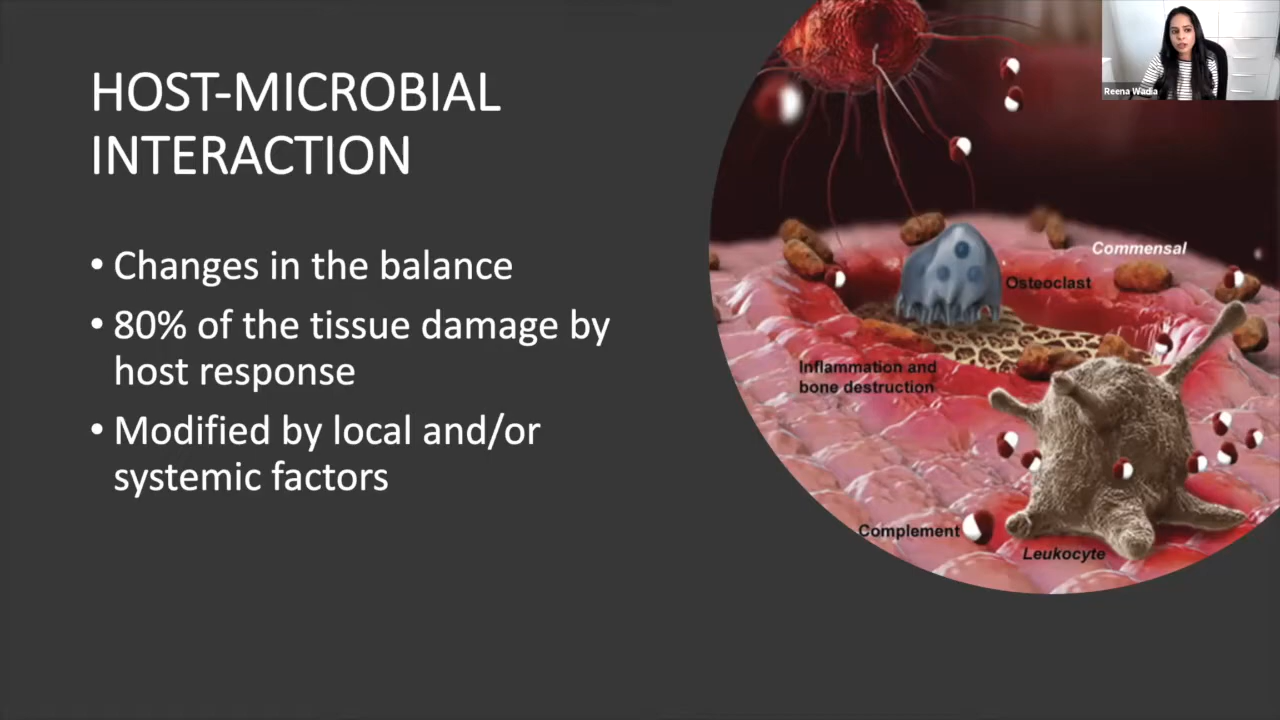 HOST-MICROBIAL
INTERACTION
• Changes in the balance
• 80% of the tissue damage by
host response
• Modified by local and/or
systemic factors
Reena Wadia
Commensal
Osteoclast
Inflammation and
bone destruction
Complement
Leukocyte